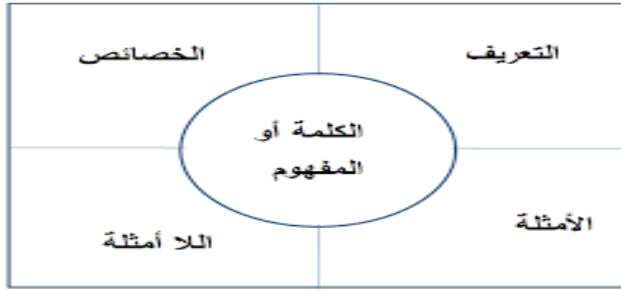 التعريف
الخصائص
الكلمة أو
المفهوم
الأمثلة
اللا أمثلة